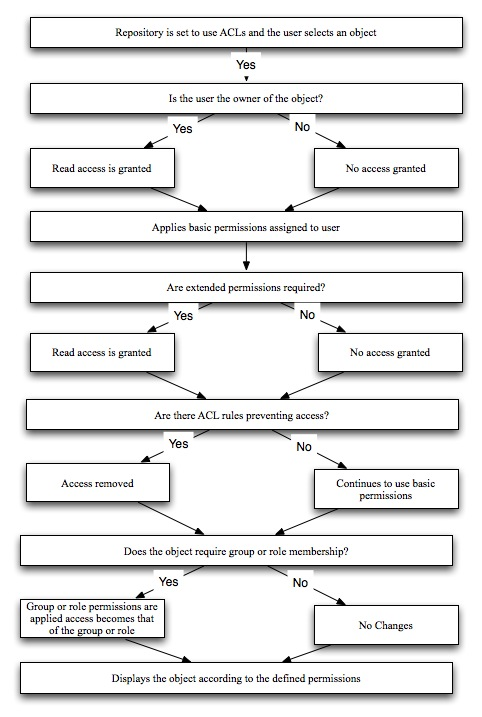 Repository is set to use ACLs and the user selects an object
Yes
Is the user the owner of the object?
Yes
No
Read access is granted
No access granted
Applies basic permissions assigned to user
Are extended permissions required?
Yes
No
Read access is granted
No access granted
Are there ACL rules preventing access?
Yes
No
Access removed
Continues to use basic
permissions
Does the object require group or role membership?
Yes
No
Group or role permissions are
applied access becomes that
of the group or role
No Changes
Displays the object according to the defined permissions